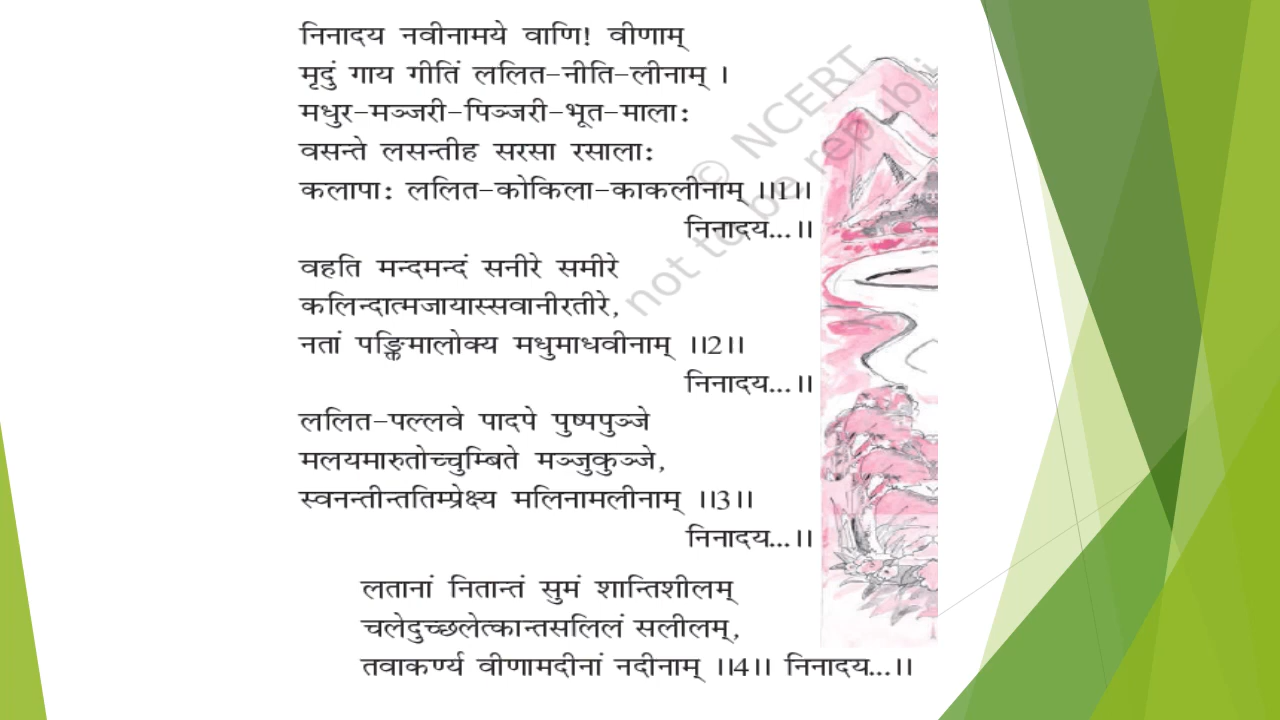 निनादय नवीनामये वाणि! वीणाम्
मृदुं गाय गीतिं ललित-नीति-लीनाम् ।
मधुर-मञ्जरी-पिञ्जरी-भूत-मालाः
वसन्ते लसन्तीह सरसा रसालाः
कलापाः ललित-कोकिला-काकलीनाम् ।।1।।
निनादय...।।
वहति मन्दमन्दं सनीरे समीरे
कलिन्दात्मजायास्सवानीरतीरे,
नतां पङ्क्तिमालोक्य मधुमाधवीनाम् ।।2।।
निनादय...।।
ललित-पल्लवे पादपे पुष्पपुञ्जे
मलयमारुतोच्चुम्बिते मञ्जुकुञ्जे,
स्वनन्तीन्ततिम्प्रेक्ष्य मलिनामलीनाम् ।।3।।
निनादय...।।
लतानां नितान्तं सुमं शान्तिशीलम्
चलेदुच्छलेत्कान्तसलिलं सलीलम्,
तवाकर्ण्य वीणामदीनां नदीनाम् ।।4।। निनादय...।।
© NCERT
not to be republi